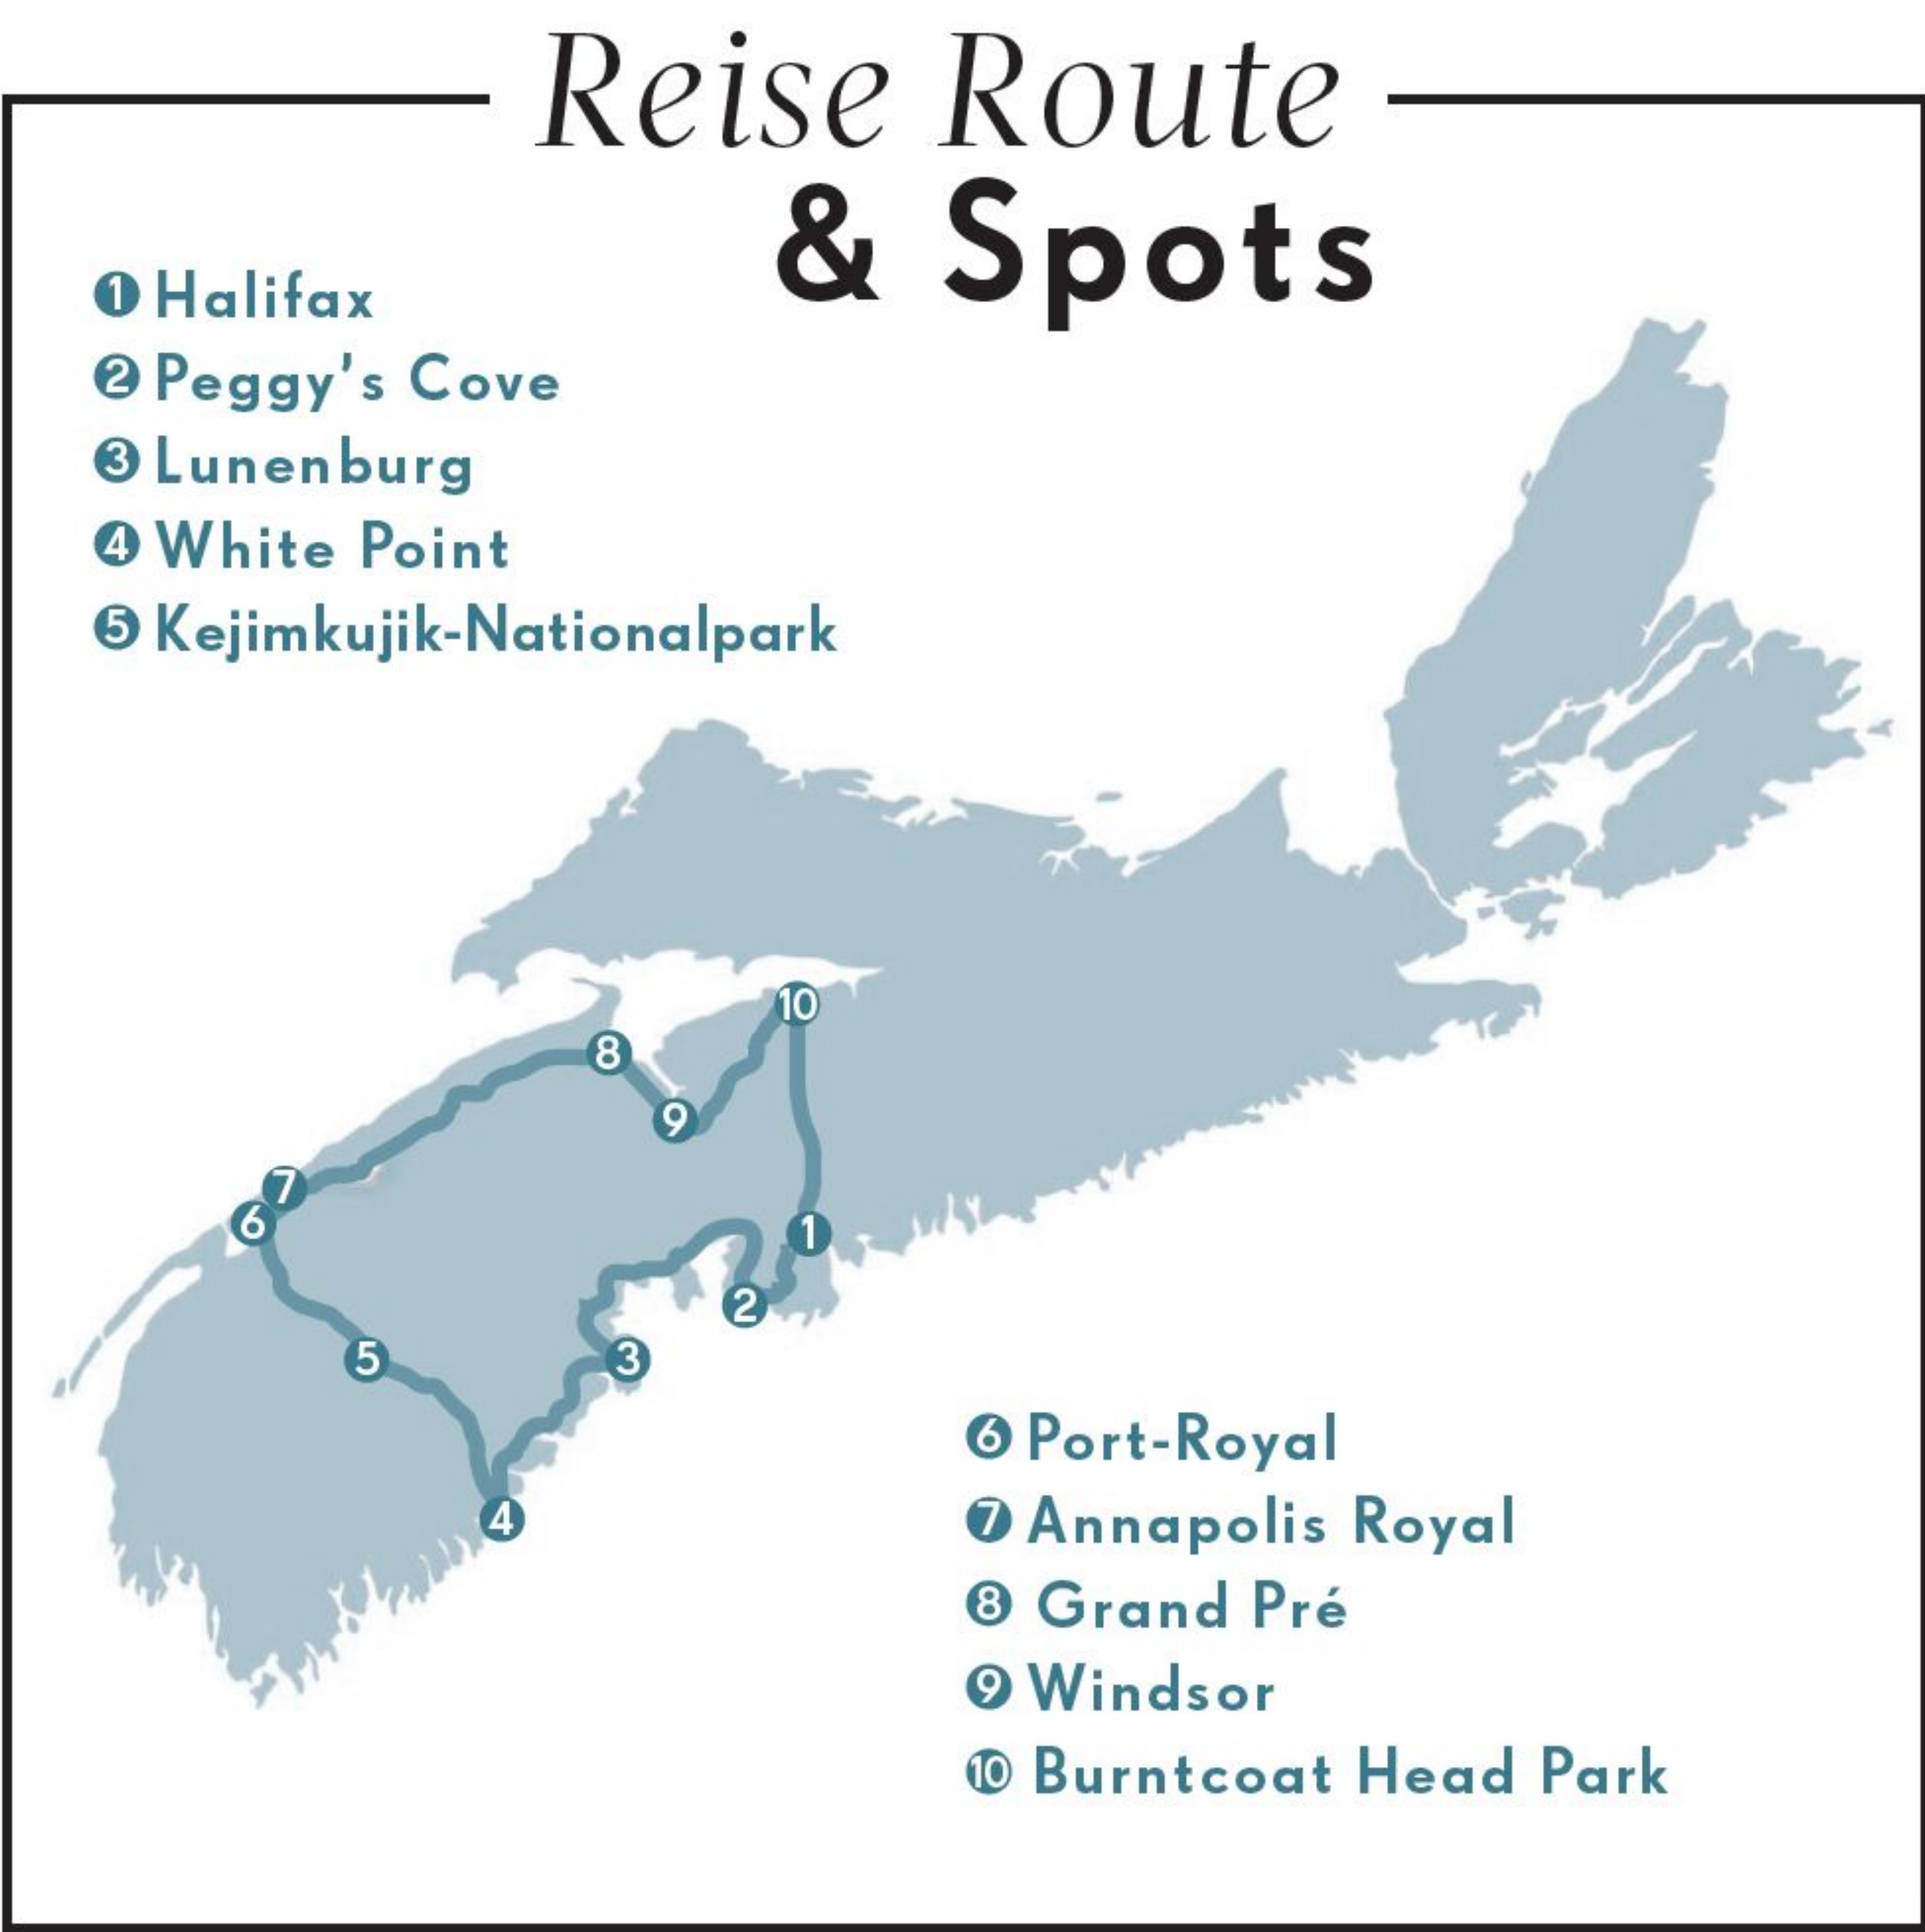 Reise Route
& Spots
1 Halifax
2 Peggy's Cove
3 Lunenburg
4 White Point
5 Kejimkujik-Nationalpark
10
8
9
7
6
1
2
5
3
4
6 Port-Royal
7 Annapolis Royal
8 Grand Pré
9 Windsor
10 Burntcoat Head Park